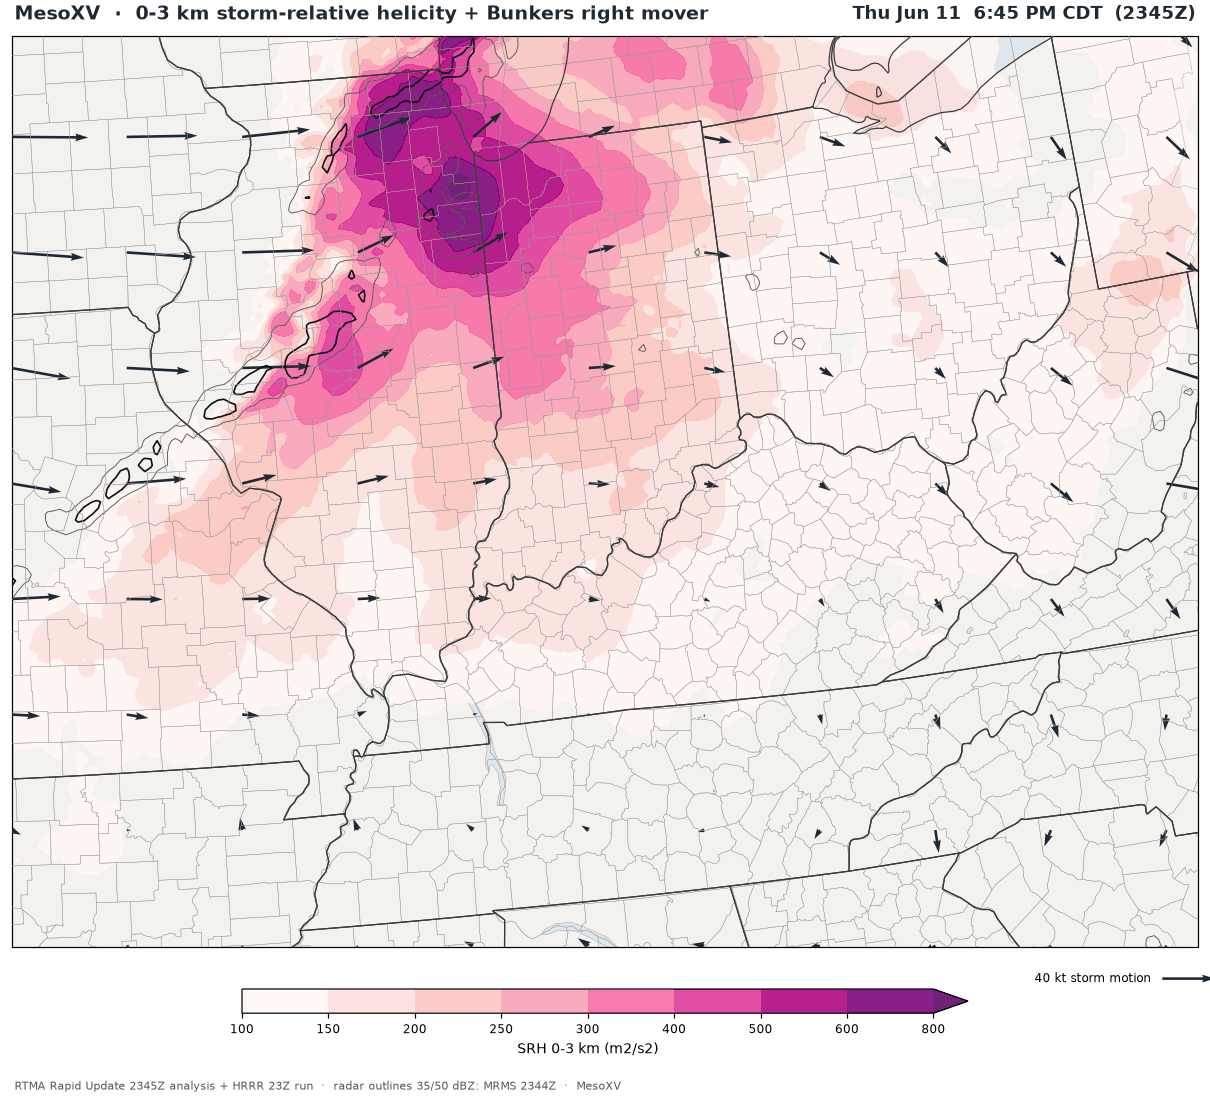 MesoXV · 0-3 km storm-relative helicity + Bunkers right mover
Thu Jun 11 6:45 PM CDT (2345Z)
40 kt storm motion
100 150 200 250 300 400 500 600 800
SRH 0-3 km (m2/s2)
RTMA Rapid Update 2345Z analysis + HRRR 23Z run · radar outlines 35/50 dBZ: MRMS 2344Z · MesoXV